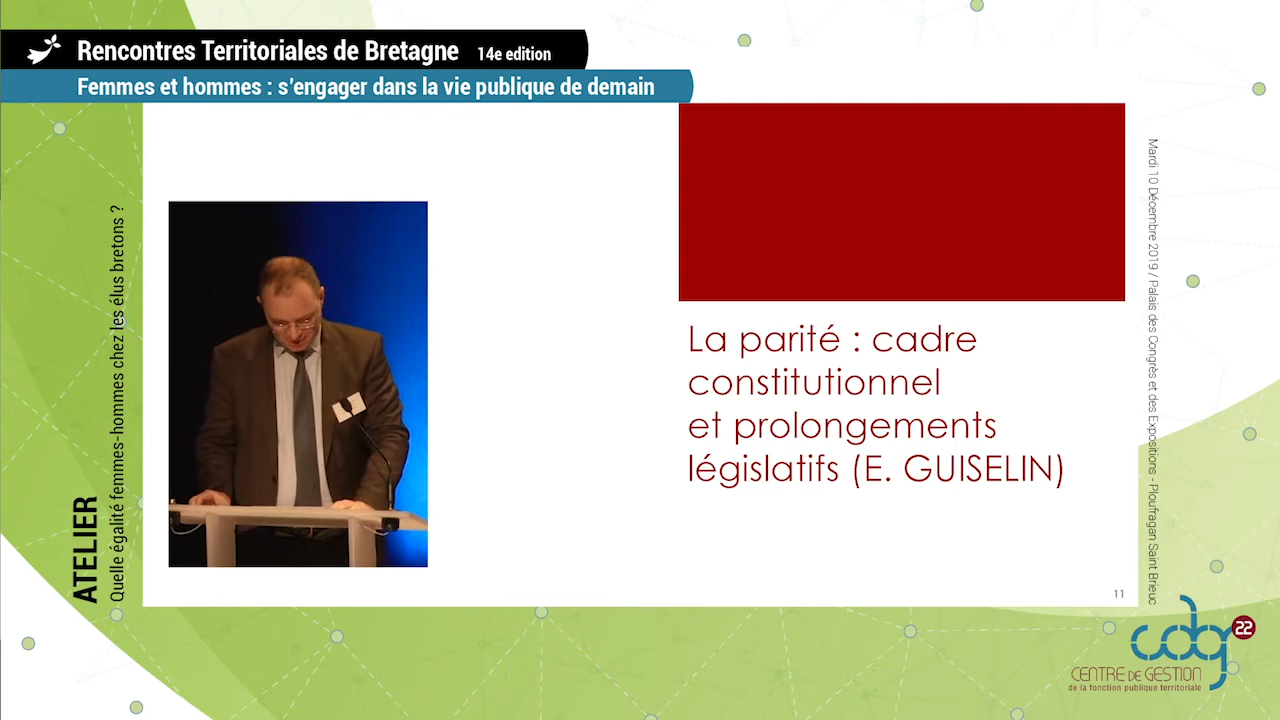 Rencontres Territoriales de Bretagne 14e edition
Femmes et hommes : s'engager dans la vie publique de demain
ATELIER
Quelle égalité femmes-hommes chez les élus bretons ?
La parité : cadre
constitutionnel
et prolongements
législatifs (E. GUISELIN)
11
Mardi 10 Décembre 2019 / Palais des Congrès et des Expositions - Ploufragan Saint Brieuc
cdg 22
CENTRE DE GESTION
de la fonction publique territoriale